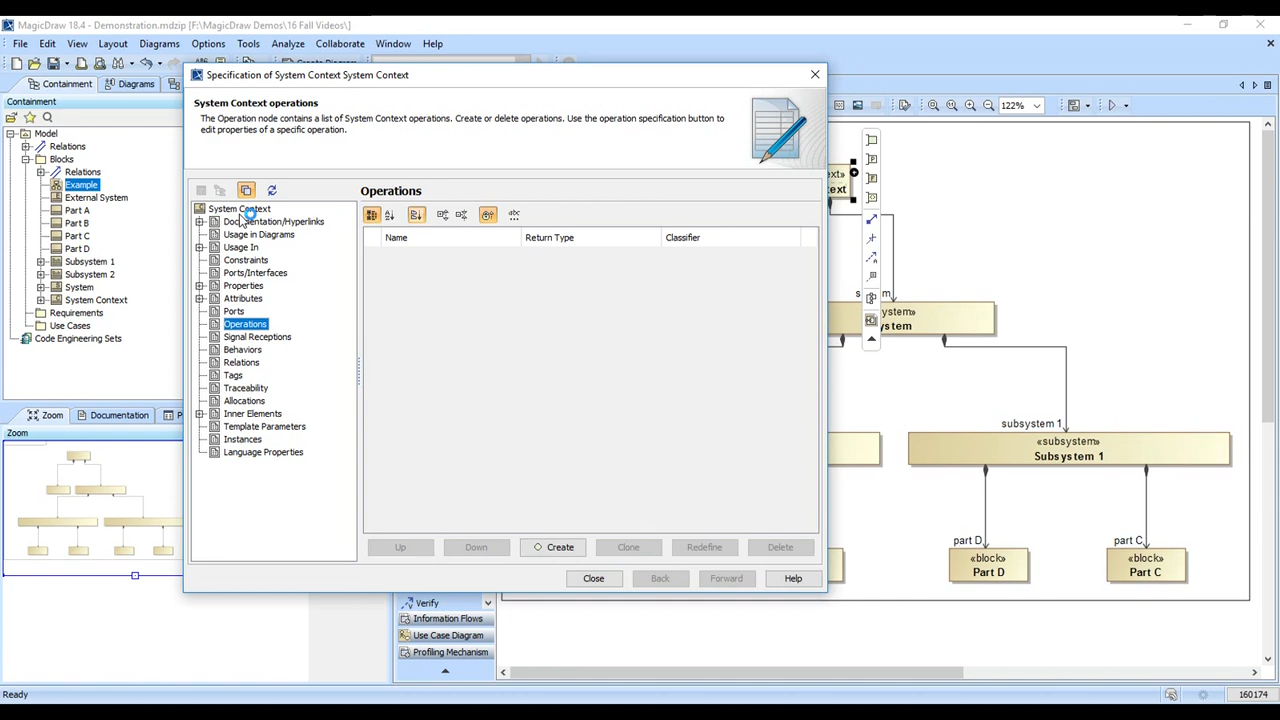 MagicDraw 18.4 - Demonstration.mdzip [F:\MagicDraw Demos\16 Fall Videos\]
File Edit View Layout Diagrams Options Tools Analyze Collaborate Window Help
Containment Diagrams
Containment
Model
Relations
Blocks
Relations
Example
External System
Part A
Part B
Part C
Part D
Subsystem 1
Subsystem 2
System
System Context
Requirements
Use Cases
Code Engineering Sets
Zoom Documentation P
Zoom
Specification of System Context System Context
System Context operations
The Operation node contains a list of System Context operations. Create or delete operations. Use the operation specification button to
edit properties of a specific operation.
System Context
Documentation/Hyperlinks
Usage in Diagrams
Usage In
Constraints
Ports/Interfaces
Properties
Attributes
Ports
Operations
Signal Receptions
Behaviors
Relations
Tags
Traceability
Allocations
Inner Elements
Template Parameters
Instances
Language Properties
Operations
Name Return Type Classifier
Up Down Create Clone Redefine Delete
Close Back Forward Help
122%
ext»
ext
s m
ystem»
ystem
subsystem 1
«subsystem»
Subsystem 1
part D part C
«block» «block»
Part D Part C
Verify
Information Flows
Use Case Diagram
Profiling Mechanism
Ready 160174